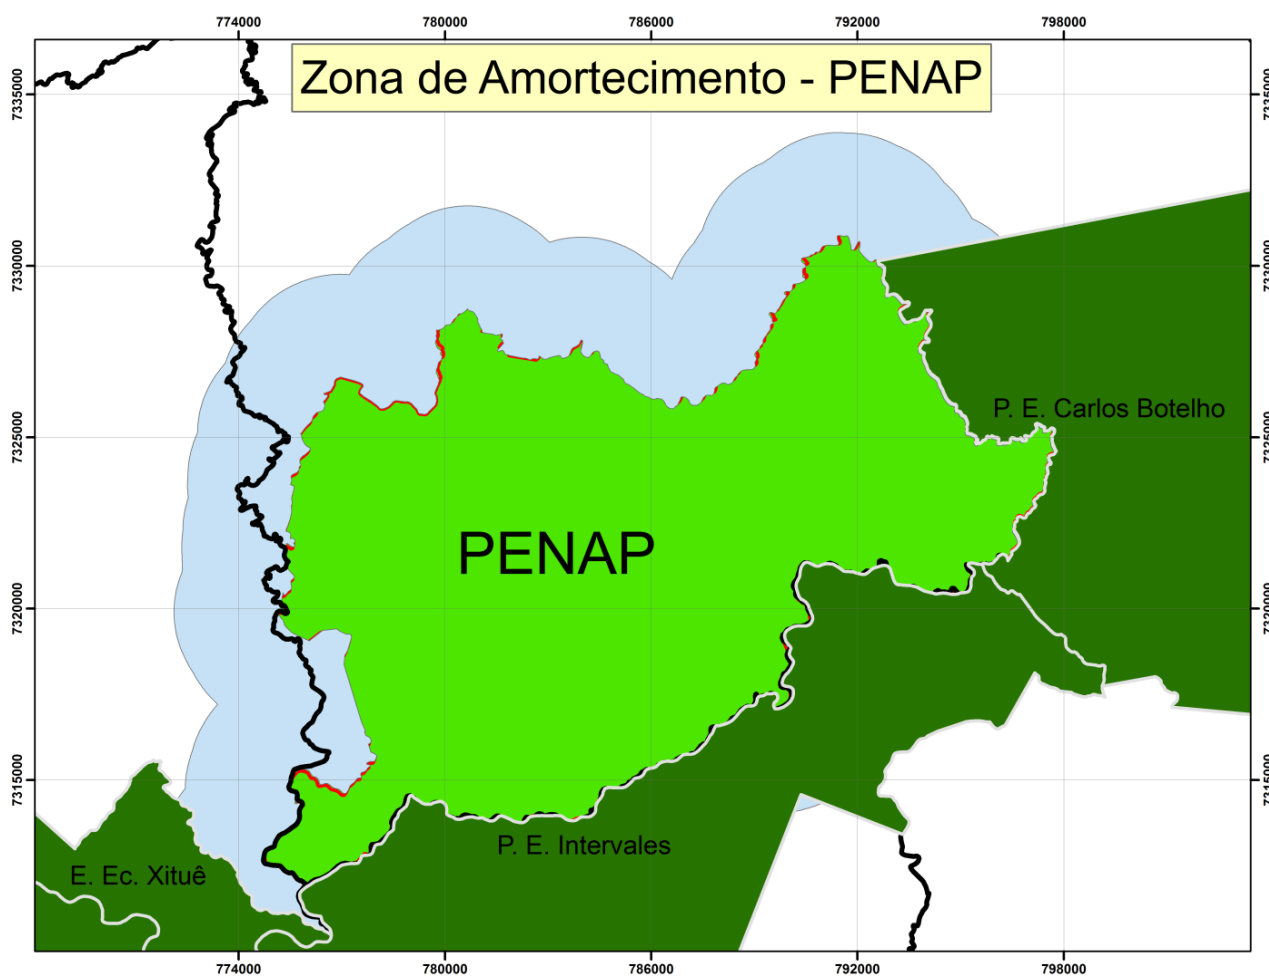 774000 780000 786000 792000 798000
Zona de Amortecimento - PENAP
7335000 7335000
7330000 7330000
P. E. Carlos Botelho
7325000 7325000
PENAP
7320000 7320000
7315000 7315000
P. E. Intervales
E. Ec. Xituê
774000 780000 786000 792000 798000